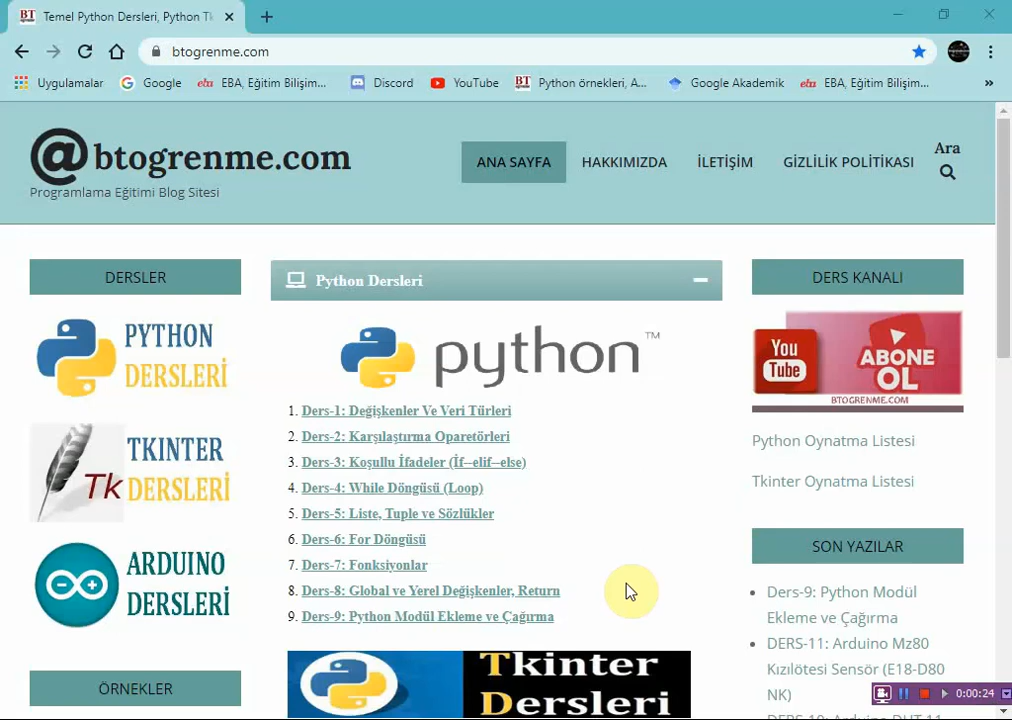 Temel Python Dersleri, Python Tk
btogrenme.com
Uygulamalar
Google
EBA, Eğitim Bilişim...
Discord
YouTube
Python örnekleri, A...
Google Akademik
EBA, Eğitim Bilişim...
@btogrenme.com
Programlama Eğitimi Blog Sitesi
ANA SAYFA
HAKKIMIZDA
İLETİŞİM
GİZLİLİK POLİTİKASI
Ara
DERSLER
PYTHON
DERSLERİ
Tk
TKINTER
DERSLERİ
ARDUINO
DERSLERİ
ÖRNEKLER
Python Dersleri
python™
1. Ders-1: Değişkenler Ve Veri Türleri
2. Ders-2: Karşılaştırma Oparetörleri
3. Ders-3: Koşullu İfadeler (İf--elif--else)
4. Ders-4: While Döngüsü (Loop)
5. Ders-5: Liste, Tuple ve Sözlükler
6. Ders-6: For Döngüsü
7. Ders-7: Fonksiyonlar
8. Ders-8: Global ve Yerel Değişkenler, Return
9. Ders-9: Python Modül Ekleme ve Çağırma
Tkinter
Dersleri
DERS KANALI
You
Tube
ABONE
OL
BTOGRENME.COM
Python Oynatma Listesi
Tkinter Oynatma Listesi
SON YAZILAR
Ders-9: Python Modül
Ekleme ve Çağırma
DERS-11: Arduino Mz80
Kızılötesi Sensör (E18-D80
NK)
0:00:24